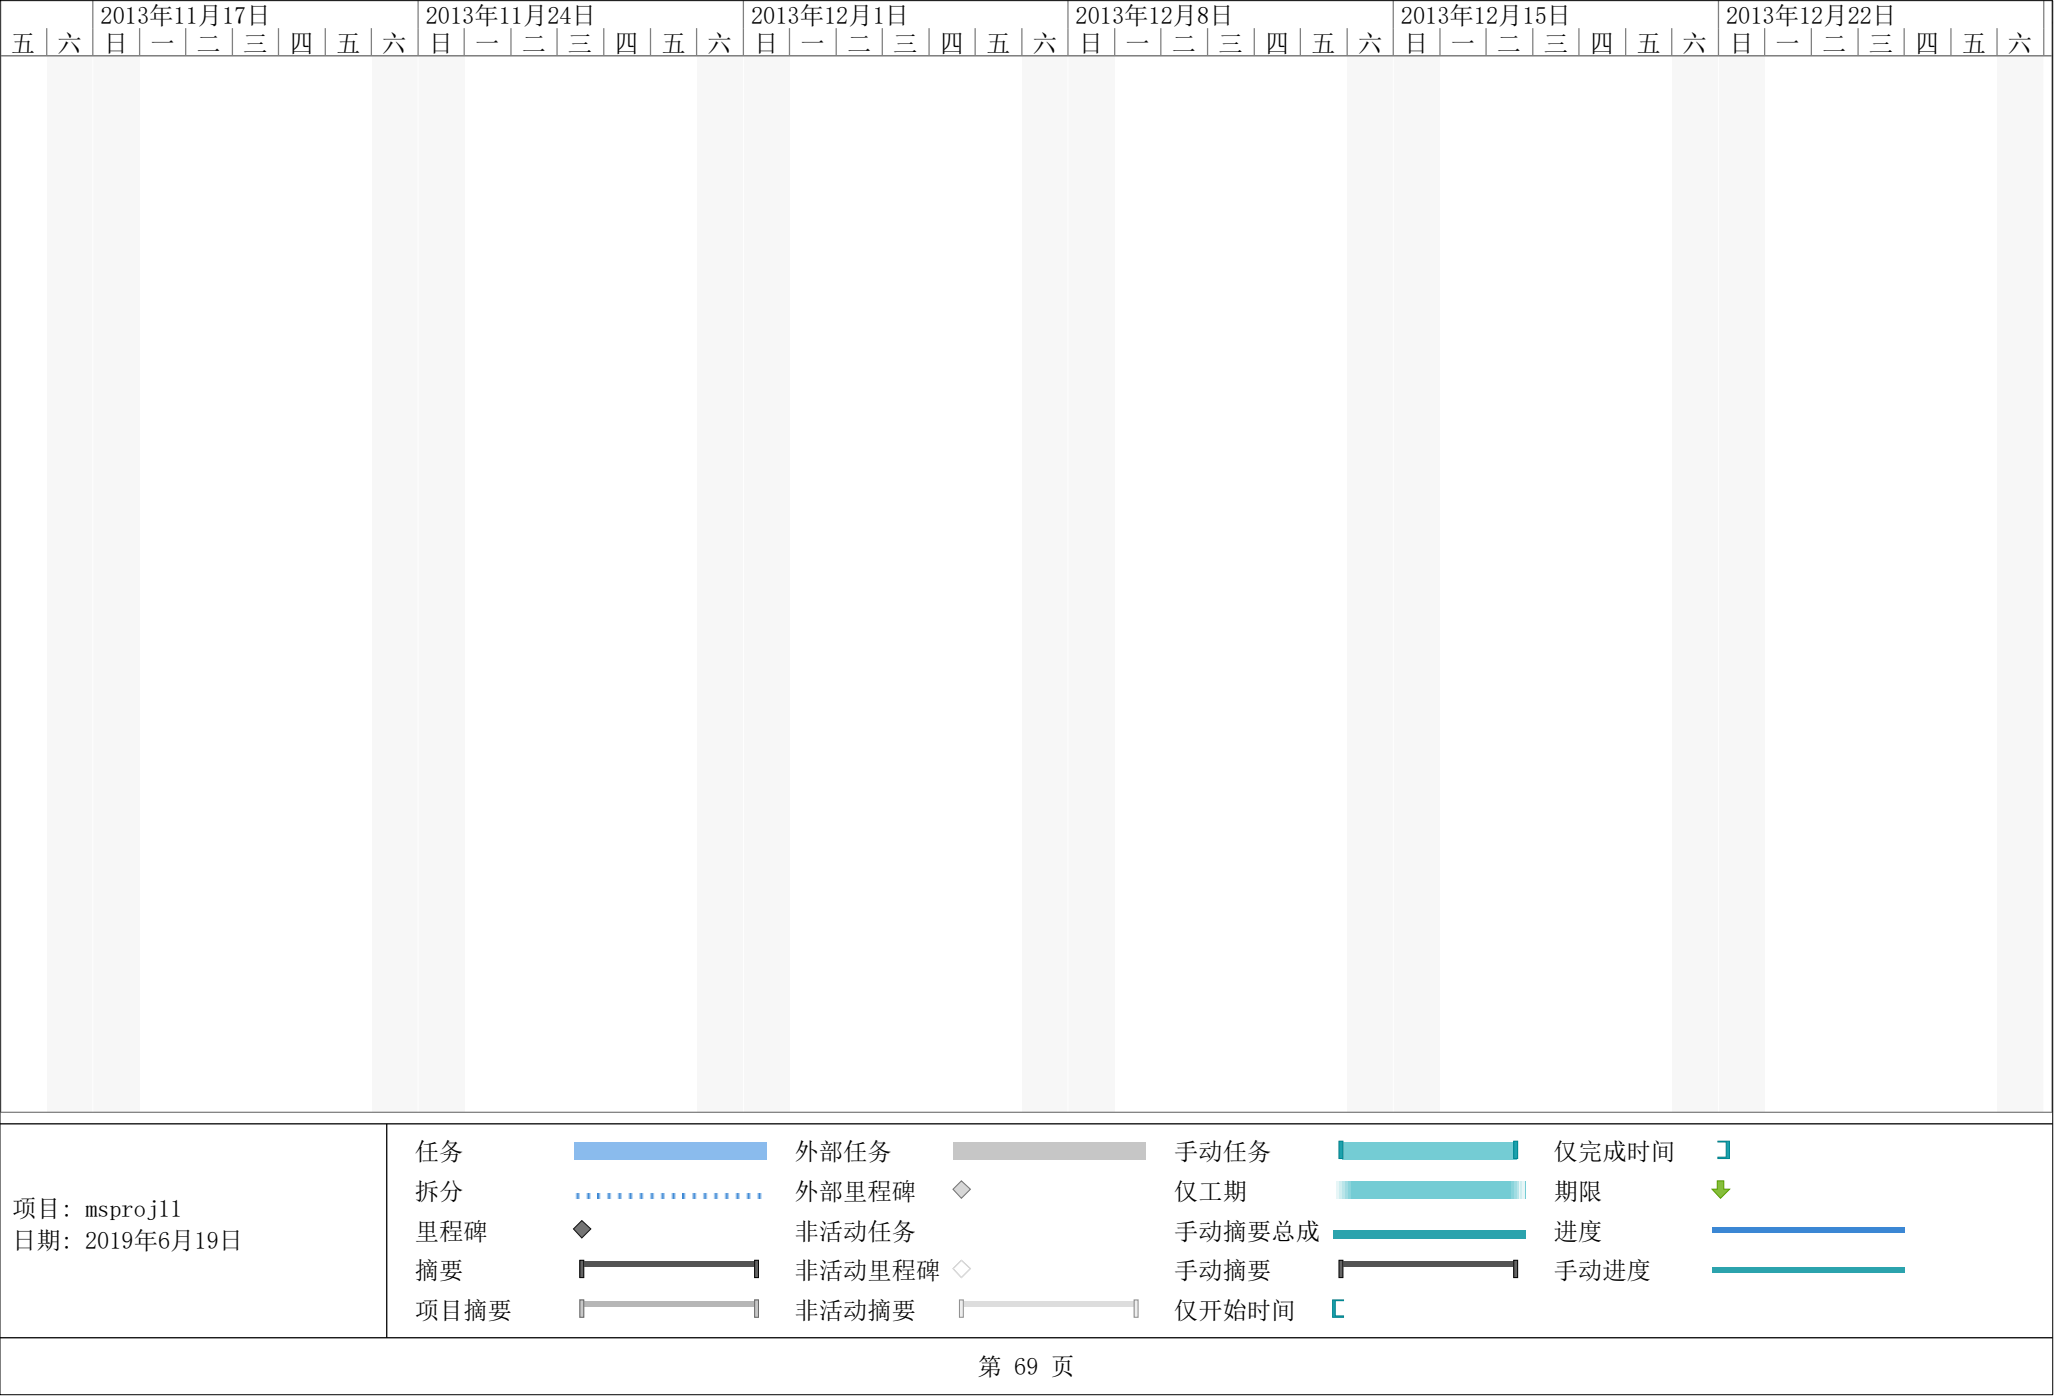 2013年11月17日 2013年11月24日 2013年12月1日 2013年12月8日 2013年12月15日 2013年12月22日
五 六 日 一 二 三 四 五 六 日 一 二 三 四 五 六 日 一 二 三 四 五 六 日 一 二 三 四 五 六 日 一 二 三 四 五 六 日 一 二 三 四 五 六
项目: msproj11
日期: 2019年6月19日
任务 外部任务 手动任务 仅完成时间
拆分 外部里程碑 仅工期 期限
里程碑 非活动任务 手动摘要总成 进度
摘要 非活动里程碑 手动摘要 手动进度
项目摘要 非活动摘要 仅开始时间
第 69 页